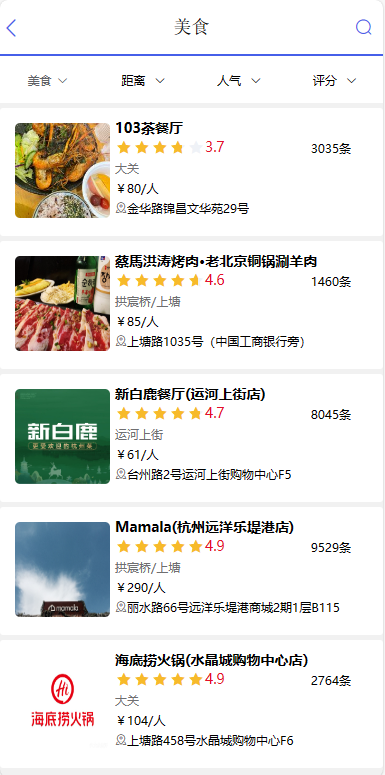 美食
美食 距离 人气 评分
103茶餐厅
3.7 3035条
大关
￥80/人
金华路锦昌文华苑29号
蔡馬洪涛烤肉•老北京铜锅涮羊肉
4.6 1460条
拱宸桥/上塘
￥85/人
上塘路1035号（中国工商银行旁）
新白鹿
新白鹿餐厅(运河上街店)
4.7 8045条
运河上街
￥61/人
台州路2号运河上街购物中心F5
mamala
Mamala(杭州远洋乐堤港店)
4.9 9529条
拱宸桥/上塘
￥290/人
丽水路66号远洋乐堤港商城2期1层B115
Hi
海底捞火锅
海底捞火锅(水晶城购物中心店)
4.9 2764条
大关
￥104/人
上塘路458号水晶城购物中心F6